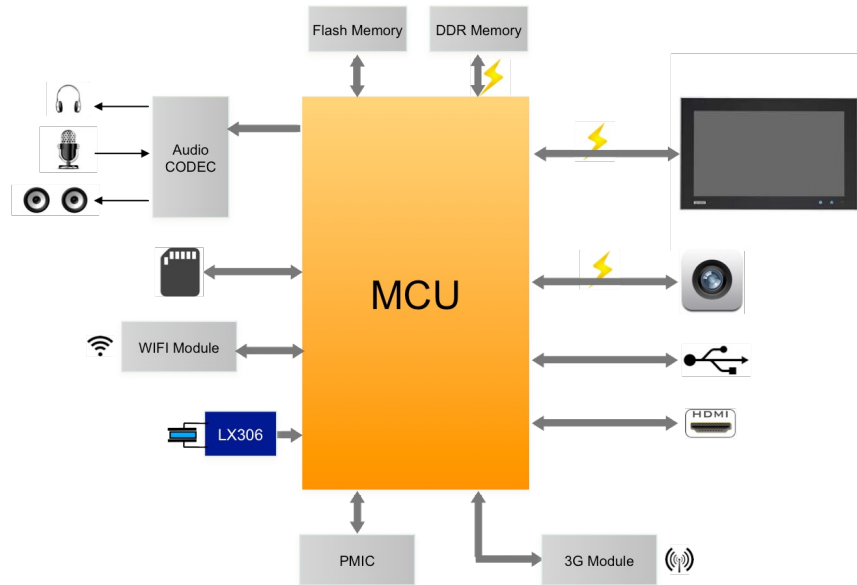 Flash Memory
DDR Memory
Audio
CODEC
MCU
WIFI Module
LX306
HDMI
PMIC
3G Module